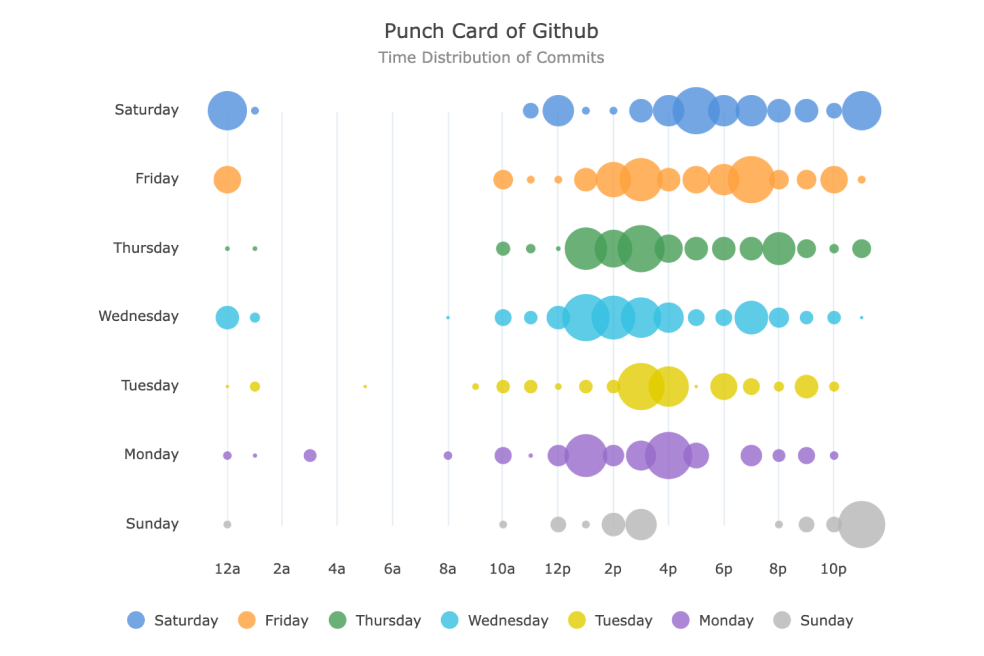 Punch Card of Github
Time Distribution of Commits
Saturday
Friday
Thursday
Wednesday
Tuesday
Monday
Sunday
12a 2a 4a 6a 8a 10a 12p 2p 4p 6p 8p 10p
Saturday Friday Thursday Wednesday Tuesday Monday Sunday